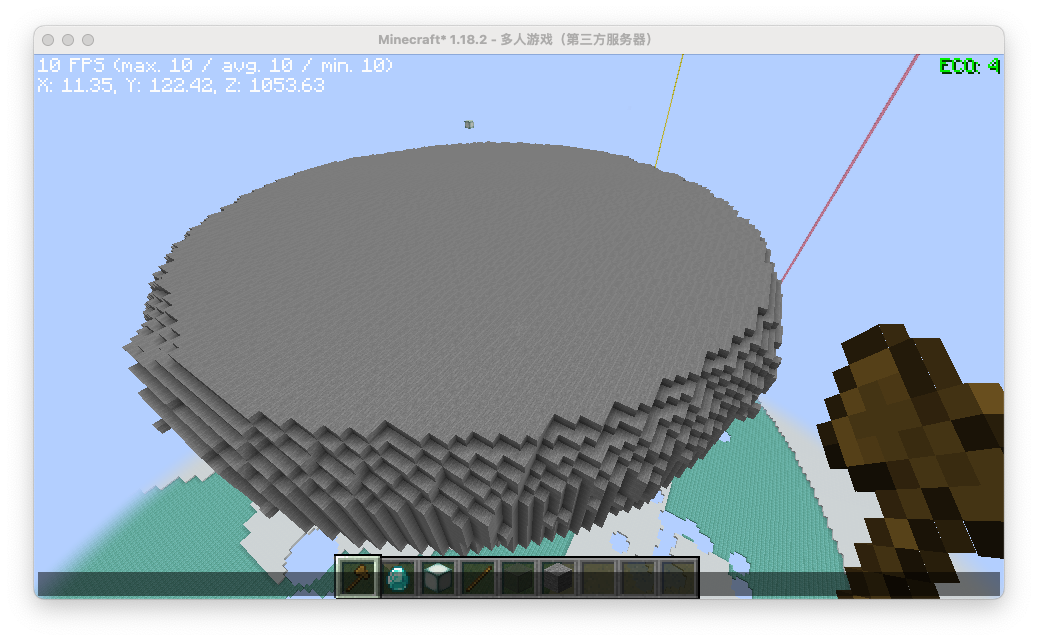 Minecraft* 1.18.2 - 多人游戏（第三方服务器）
10 FPS (max. 10 / avg. 10 / min. 10)
ECO: 4
X: 11.35, Y: 122.42, Z: 1053.63